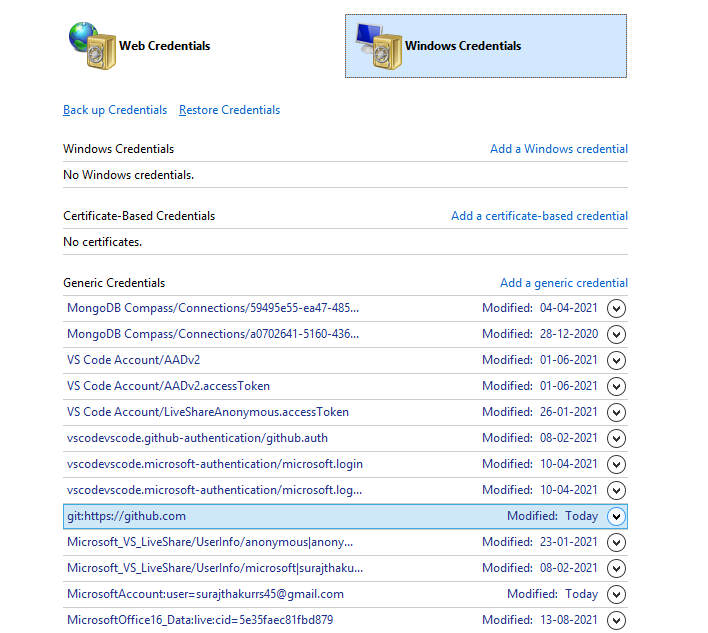 Web Credentials
Windows Credentials
Back up Credentials Restore Credentials
Windows Credentials Add a Windows credential
No Windows credentials.
Certificate-Based Credentials Add a certificate-based credential
No certificates.
Generic Credentials Add a generic credential
MongoDB Compass/Connections/59495e55-ea47-485... Modified: 04-04-2021
MongoDB Compass/Connections/a0702641-5160-436... Modified: 28-12-2020
VS Code Account/AADv2 Modified: 01-06-2021
VS Code Account/AADv2.accessToken Modified: 01-06-2021
VS Code Account/LiveShareAnonymous.accessToken Modified: 26-01-2021
vscodevscode.github-authentication/github.auth Modified: 08-02-2021
vscodevscode.microsoft-authentication/microsoft.login Modified: 10-04-2021
vscodevscode.microsoft-authentication/microsoft.log... Modified: 10-04-2021
git:https://github.com Modified: Today
Microsoft_VS_LiveShare/UserInfo/anonymous|anony... Modified: 23-01-2021
Microsoft_VS_LiveShare/UserInfo/microsoft|surajthaku... Modified: 08-02-2021
MicrosoftAccount:user=surajthakurrs45@gmail.com Modified: Today
MicrosoftOffice16_Data:live:cid=5e35faec81fbd879 Modified: 13-08-2021